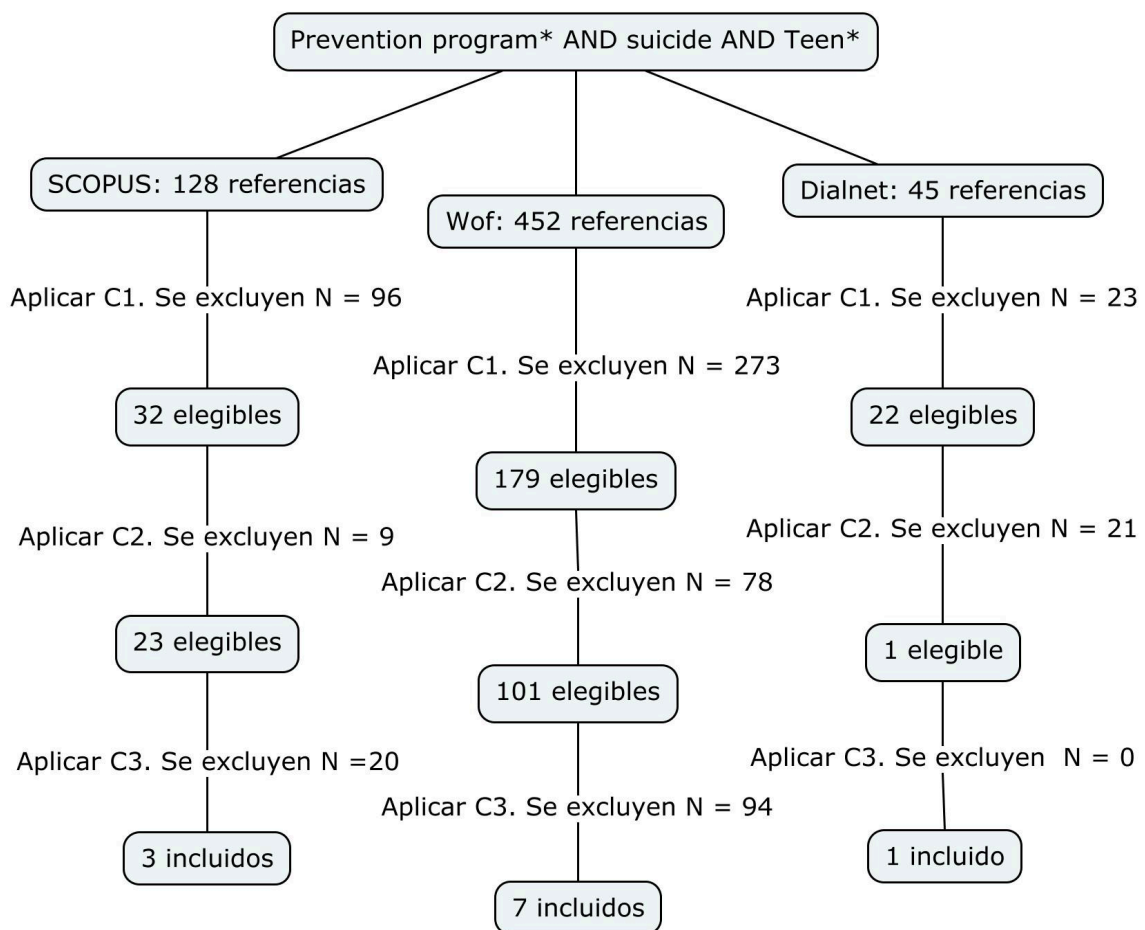 Prevention program* AND suicide AND Teen*
SCOPUS: 128 referencias
Aplicar C1. Se excluyen N = 96
32 elegibles
Aplicar C2. Se excluyen N = 9
23 elegibles
Aplicar C3. Se excluyen N =20
3 incluidos
Wof: 452 referencias
Aplicar C1. Se excluyen N = 273
179 elegibles
Aplicar C2. Se excluyen N = 78
101 elegibles
Aplicar C3. Se excluyen N = 94
7 incluidos
Dialnet: 45 referencias
Aplicar C1. Se excluyen N = 23
22 elegibles
Aplicar C2. Se excluyen N = 21
1 elegible
Aplicar C3. Se excluyen  N = 0
1 incluido